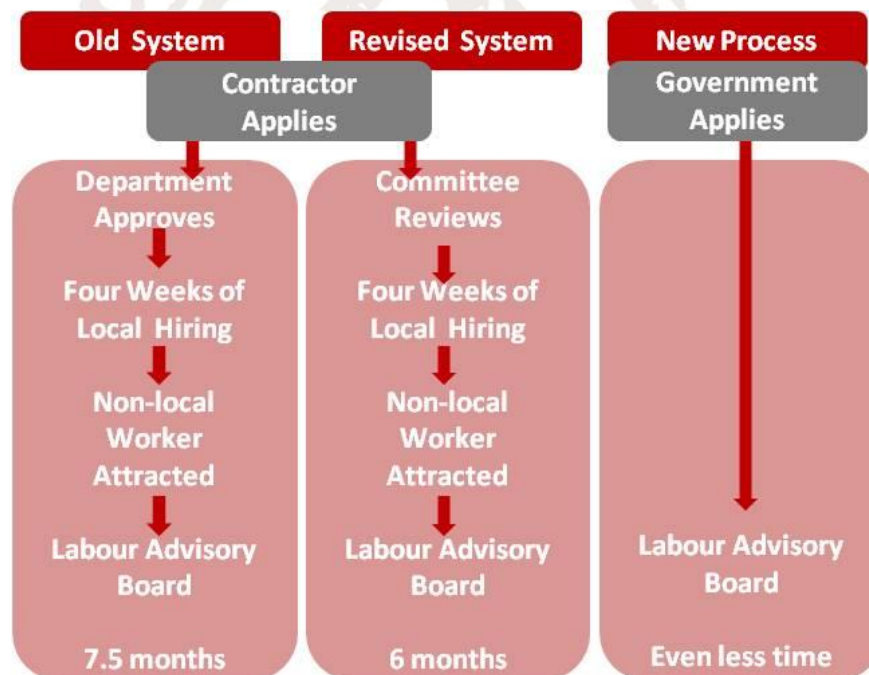 Old System
Revised System
New Process
Contractor
Applies
Government
Applies
Department
Approves
Four Weeks of
Local Hiring
Non-local
Worker
Attracted
Labour Advisory
Board
7.5 months
Committee
Reviews
Four Weeks of
Local Hiring
Non-local
Worker
Attracted
Labour Advisory
Board
6 months
Labour Advisory
Board
Even less time